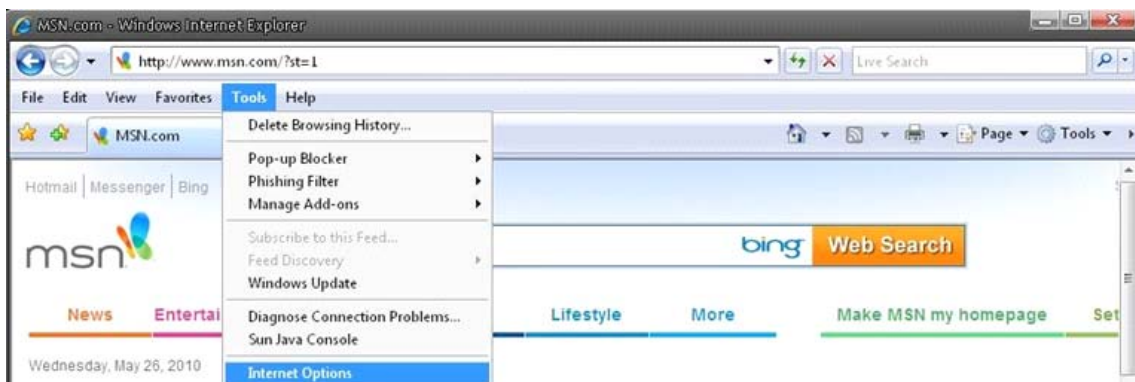 MSN.com - Windows Internet Explorer
http://www.msn.com/?st=1 Live Search
File Edit View Favorites Tools Help
MSN.com
Page Tools
Delete Browsing History...
Pop-up Blocker
Phishing Filter
Manage Add-ons
Subscribe to this Feed...
Feed Discovery
Windows Update
Diagnose Connection Problems...
Sun Java Console
Internet Options
Hotmail Messenger Bing
msn
bing Web Search
News Entertai Lifestyle More Make MSN my homepage Set
Wednesday, May 26, 2010